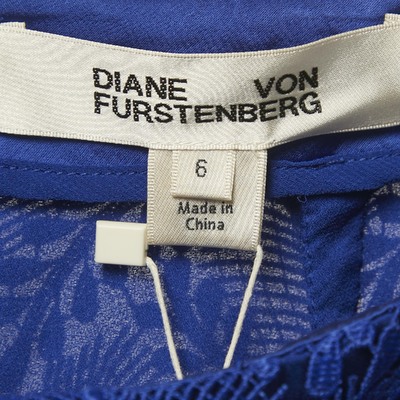 DIANE VON
FURSTENBERG
6
Made in
China